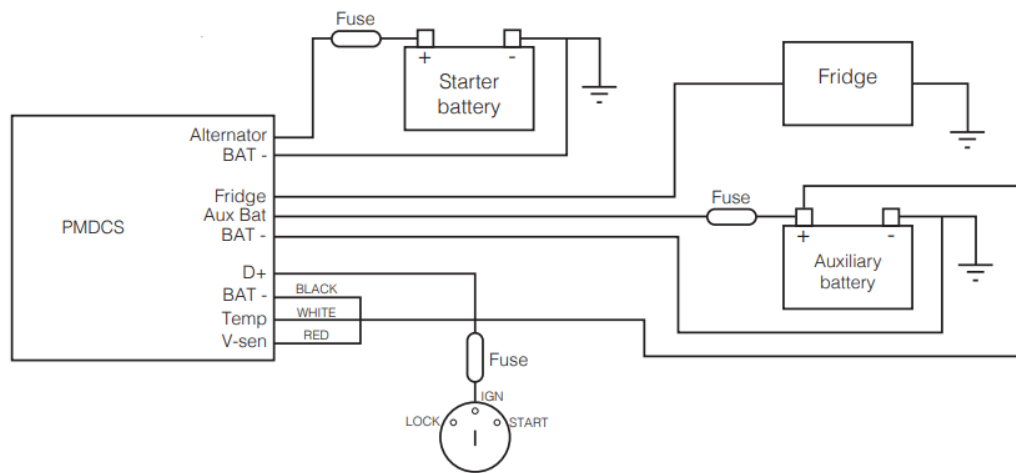 Fuse
+ -
Starter
battery
Fridge
Alternator
BAT -
Fridge
Aux Bat
BAT -
PMDCS
Fuse
+ -
Auxiliary
battery
D+
BAT -
BLACK
Temp
WHITE
V-sen
RED
Fuse
IGN
LOCK
START